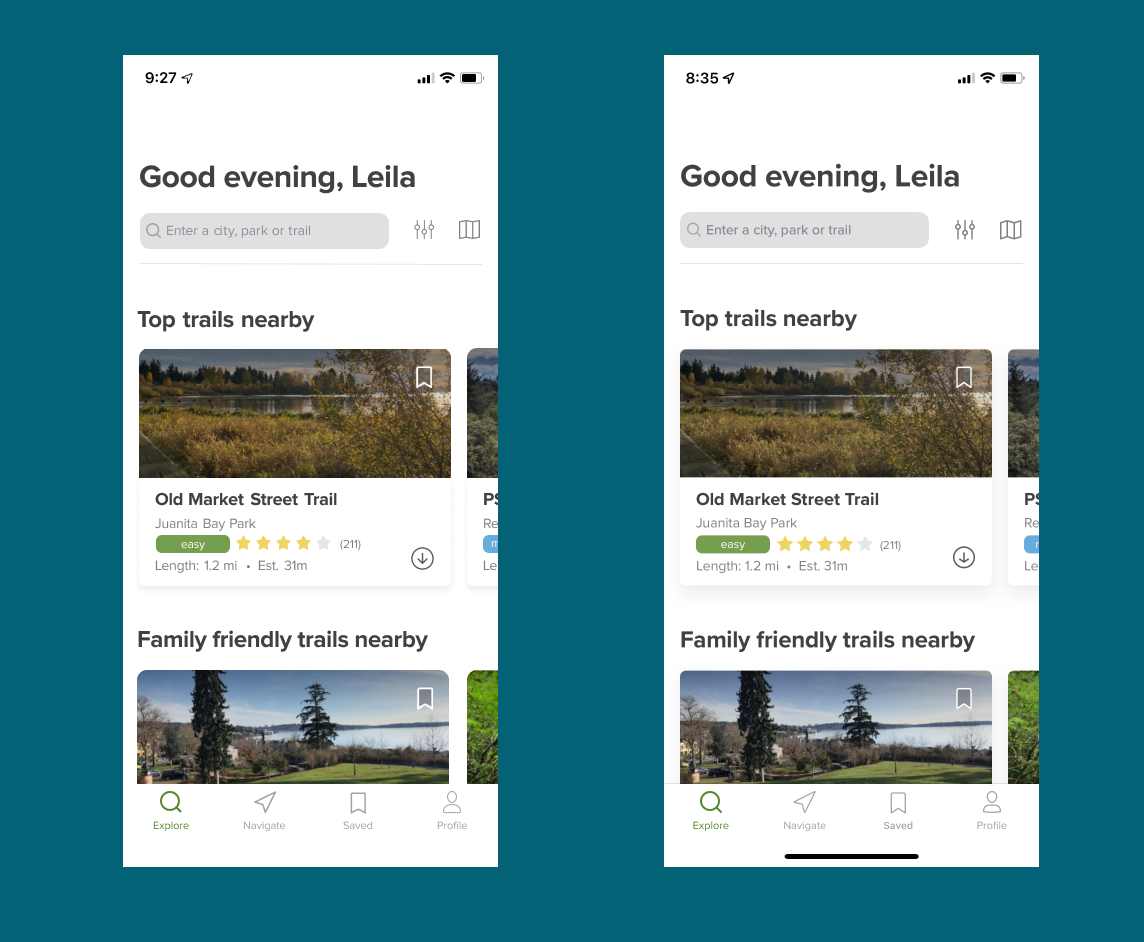 9:27
Good evening, Leila
Enter a city, park or trail
Top trails nearby
Old Market Street Trail
Juanita Bay Park
easy (211)
Length: 1.2 mi • Est. 31m
PS
Re
m
Le
Family friendly trails nearby
Explore Navigate Saved Profile
8:35
Good evening, Leila
Enter a city, park or trail
Top trails nearby
Old Market Street Trail
Juanita Bay Park
easy (211)
Length: 1.2 mi • Est. 31m
PS
Re
Le
Family friendly trails nearby
Explore Navigate Saved Profile